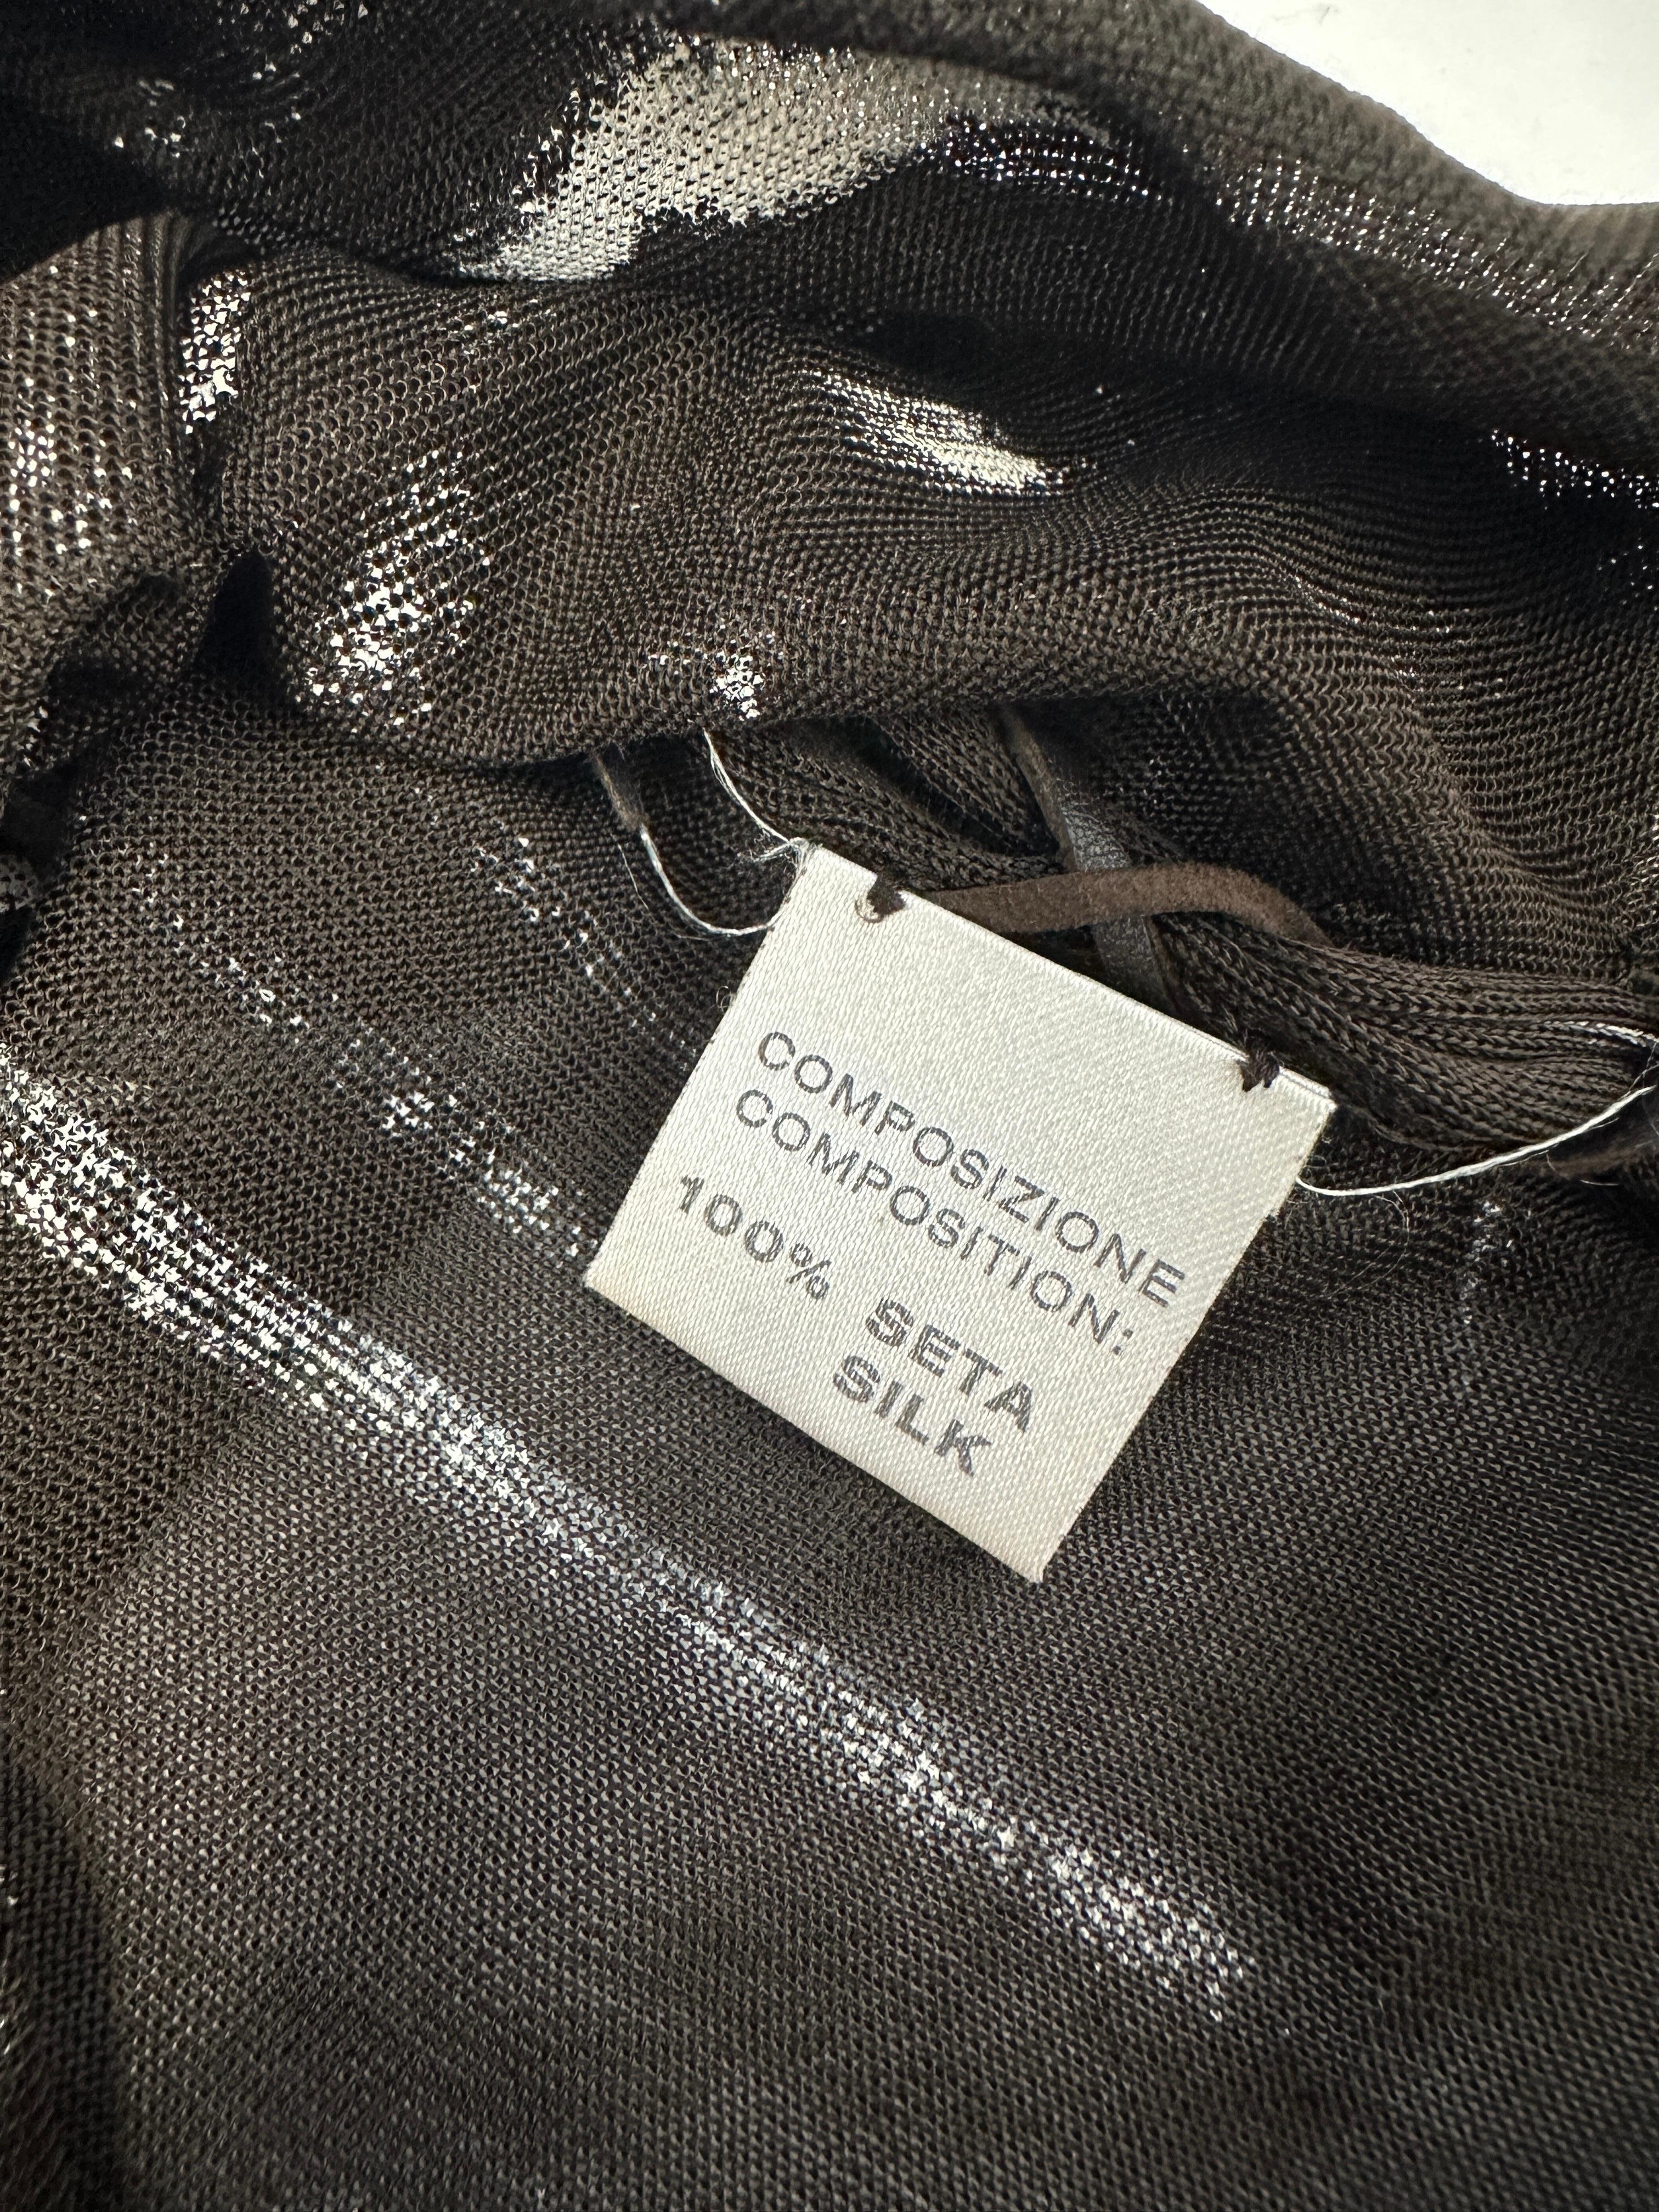 COMPOSIZIONE
COMPOSITION:
100% SETA
SILK